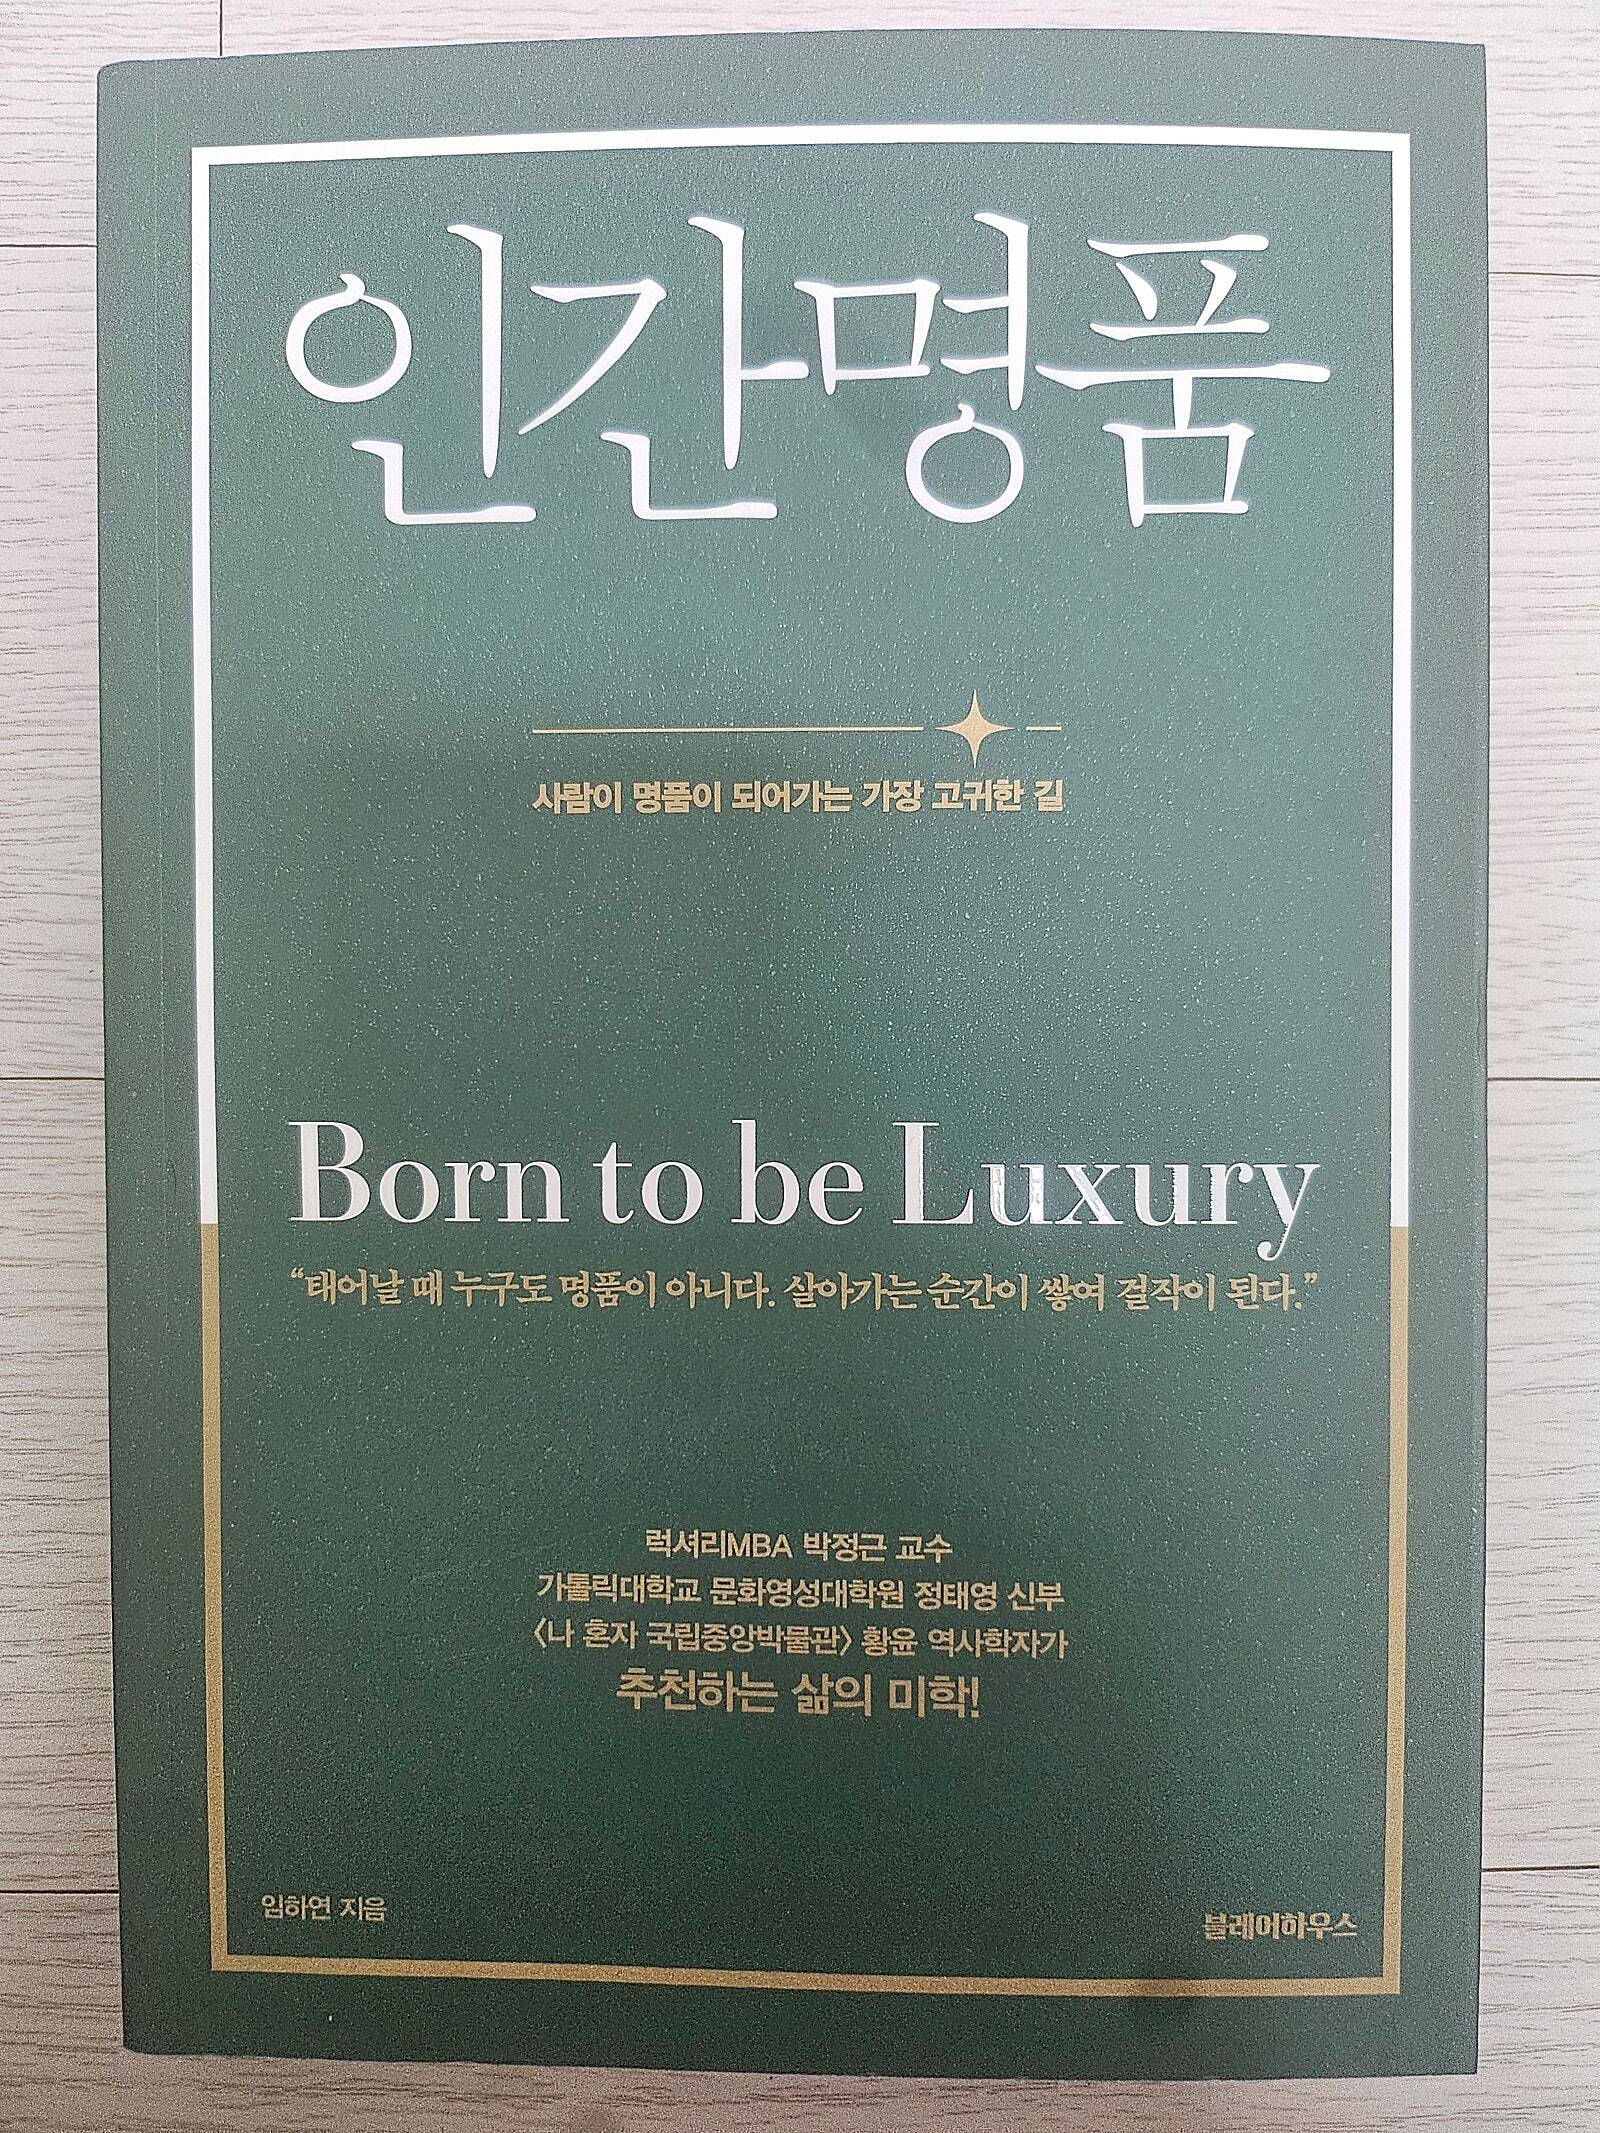 인간명품
사람이 명품이 되어가는 가장 고귀한 길
Born to be Luxury
“태어날 때 누구도 명품이 아니다. 살아가는 순간이 쌓여 걸작이 된다.”
럭셔리MBA 박정근 교수
가톨릭대학교 문화영성대학원 정태영 신부
〈나 혼자 국립중앙박물관〉 황윤 역사학자가
추천하는 삶의 미학!
임하연 지음
블레어하우스